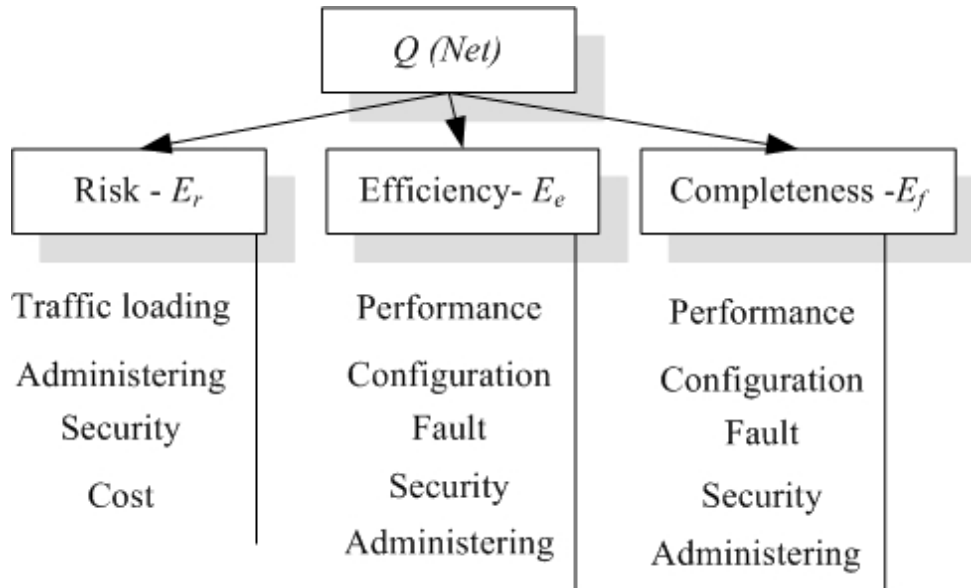 Q (Net)
Risk - Er
Efficiency- Ee
Completeness -Ef
Traffic loading
Administering
Security
Cost
Performance
Configuration
Fault
Security
Administering
Performance
Configuration
Fault
Security
Administering